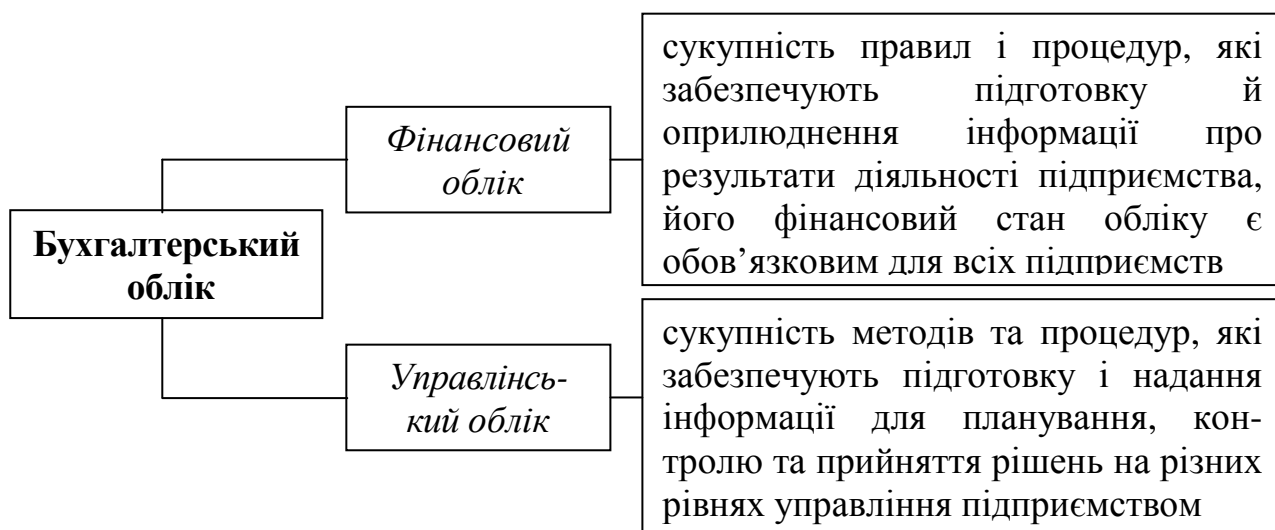 Бухгалтерський
облік
Фінансовий
облік
сукупність правил і процедур, які
забезпечують підготовку й
оприлюднення інформації про
результати діяльності підприємства,
його фінансовий стан обліку є
обов’язковим для всіх підприємств
Управлінсь-
кий облік
сукупність методів та процедур, які
забезпечують підготовку і надання
інформації для планування, кон-
тролю та прийняття рішень на різних
рівнях управління підприємством